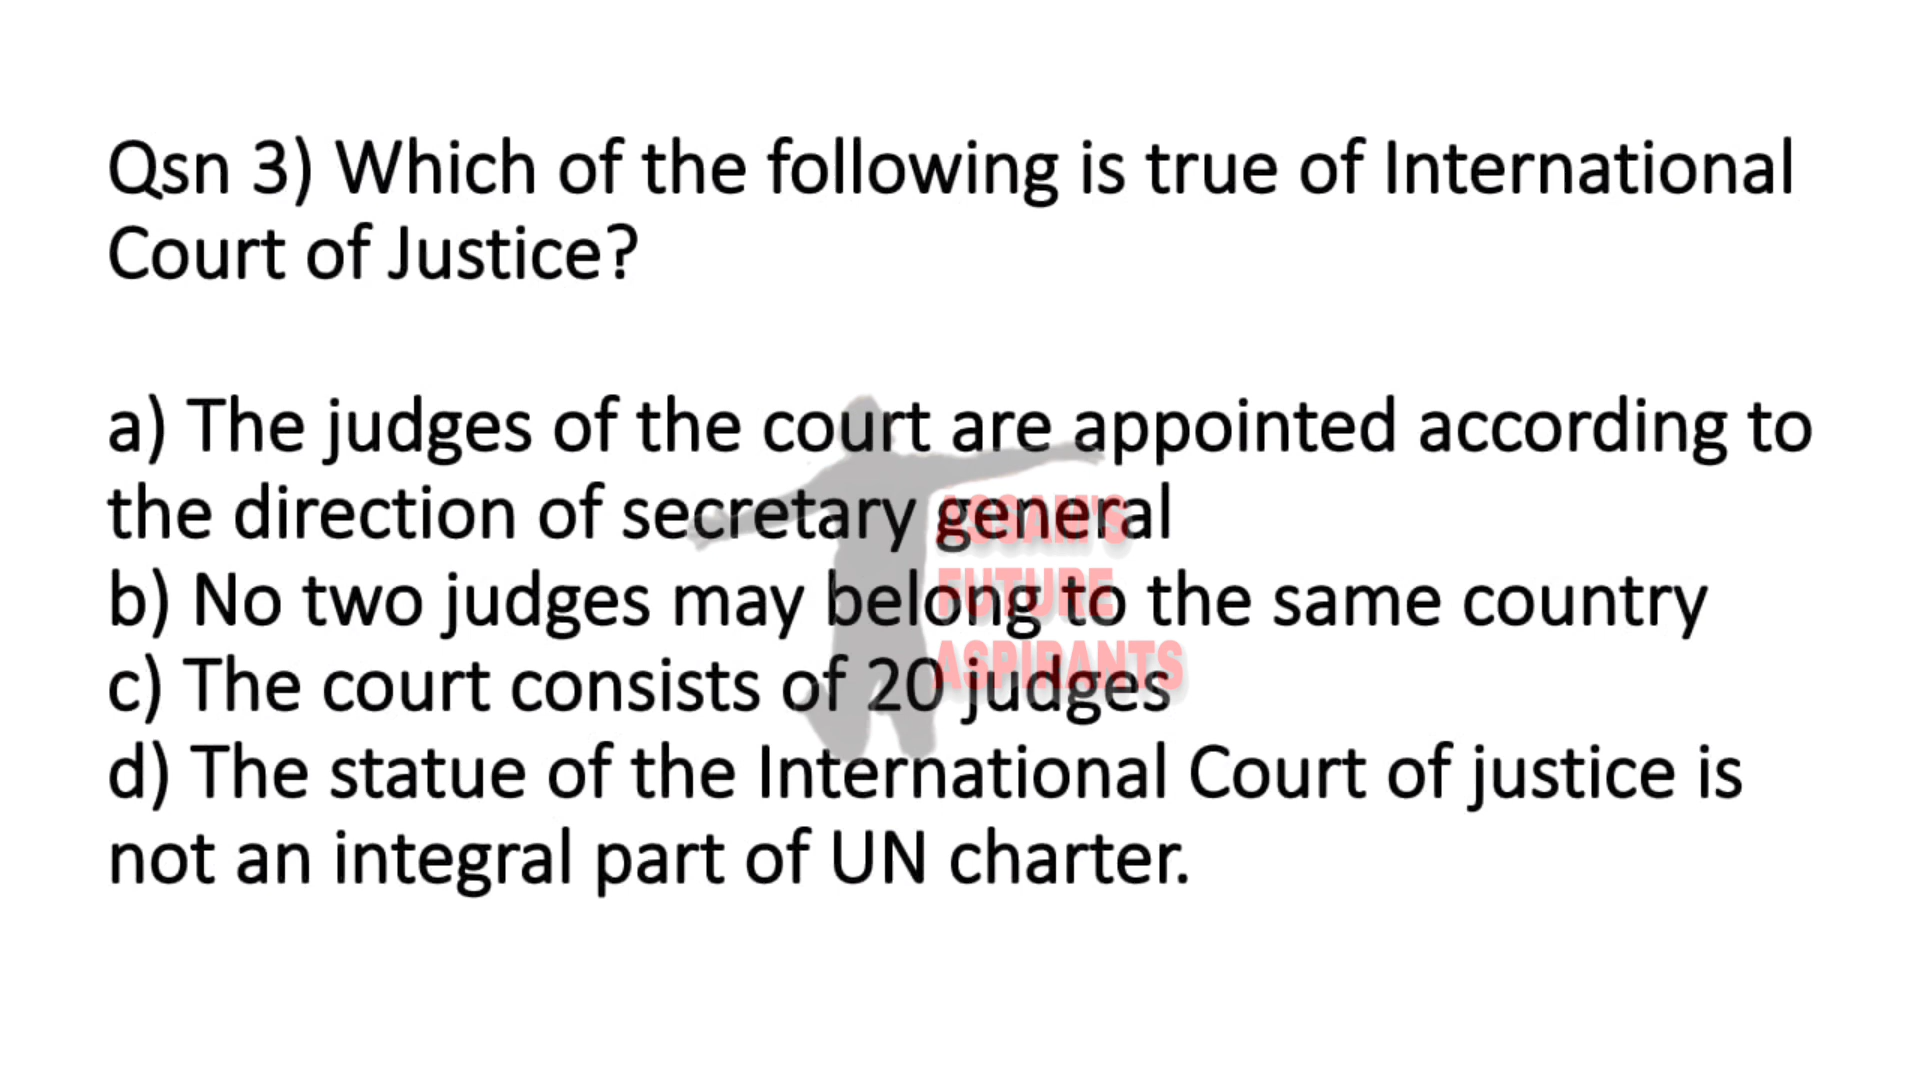 Qsn 3) Which of the following is true of International
Court of Justice?
a) The judges of the court are appointed according to
the direction of secretary general
b) No two judges may belong to the same country
c) The court consists of 20 judges
d) The statue of the International Court of justice is
not an integral part of UN charter.
ASSAM'S
FUTURE
ASPIRANTS